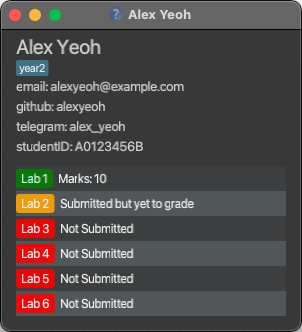 Alex Yeoh
Alex Yeoh
year2
email: alexyeoh@example.com
github: alexyeoh
telegram: alex_yeoh
studentID: A0123456B
Lab 1 Marks: 10
Lab 2 Submitted but yet to grade
Lab 3 Not Submitted
Lab 4 Not Submitted
Lab 5 Not Submitted
Lab 6 Not Submitted